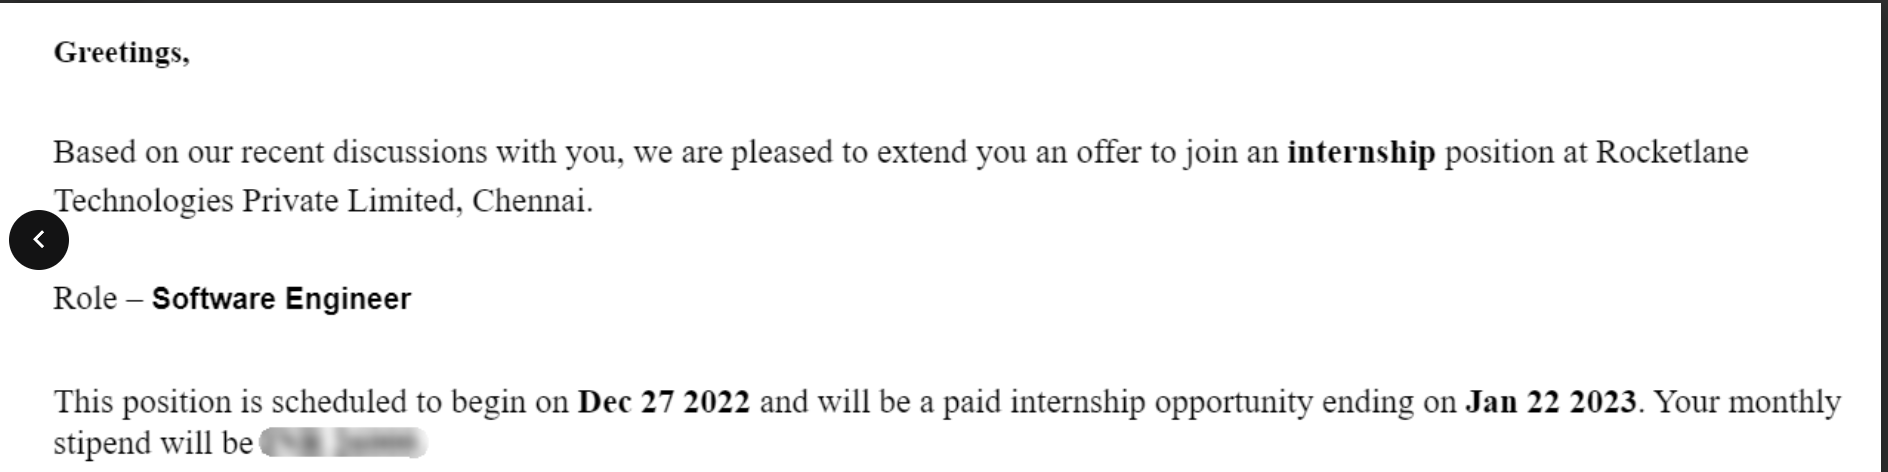 Greetings,
Based on our recent discussions with you, we are pleased to extend you an offer to join an internship position at Rocketlane
Technologies Private Limited, Chennai.
Role – Software Engineer
This position is scheduled to begin on Dec 27 2022 and will be a paid internship opportunity ending on Jan 22 2023. Your monthly
stipend will be